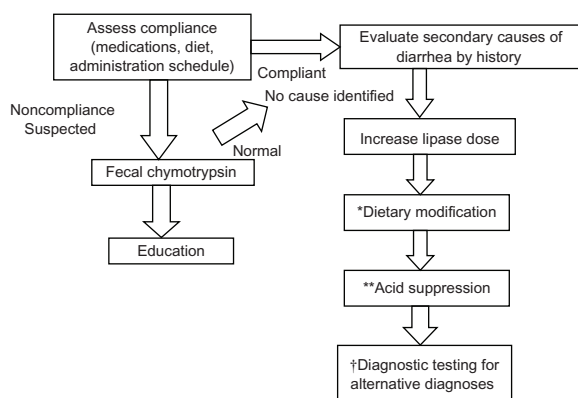 Assess compliance
(medications, diet,
administration schedule)
Evaluate secondary causes of
diarrhea by history
Compliant
No cause identified
Noncompliance
Suspected
Normal
Increase lipase dose
Fecal chymotrypsin
*Dietary modification
Education
**Acid suppression
†Diagnostic testing for
alternative diagnoses